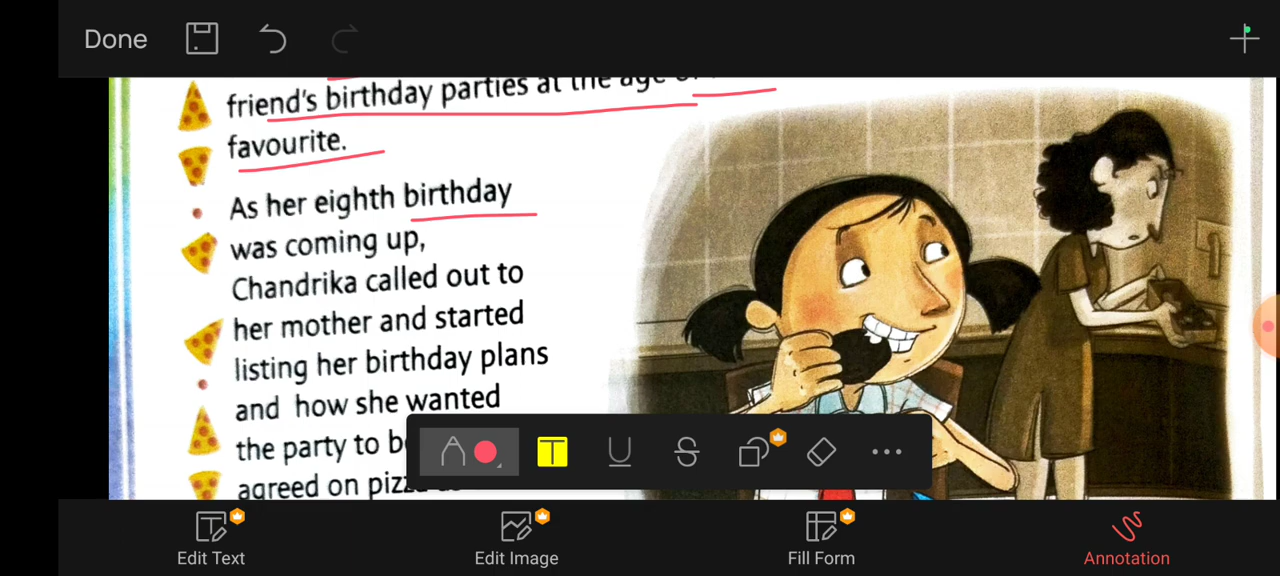 Done
friend's birthday parties at the age
favourite.
As her eighth birthday
was coming up,
Chandrika called out to
her mother and started
listing her birthday plans
and how she wanted
the party to
agreed on
T
U
S
Edit Text
Edit Image
Fill Form
Annotation